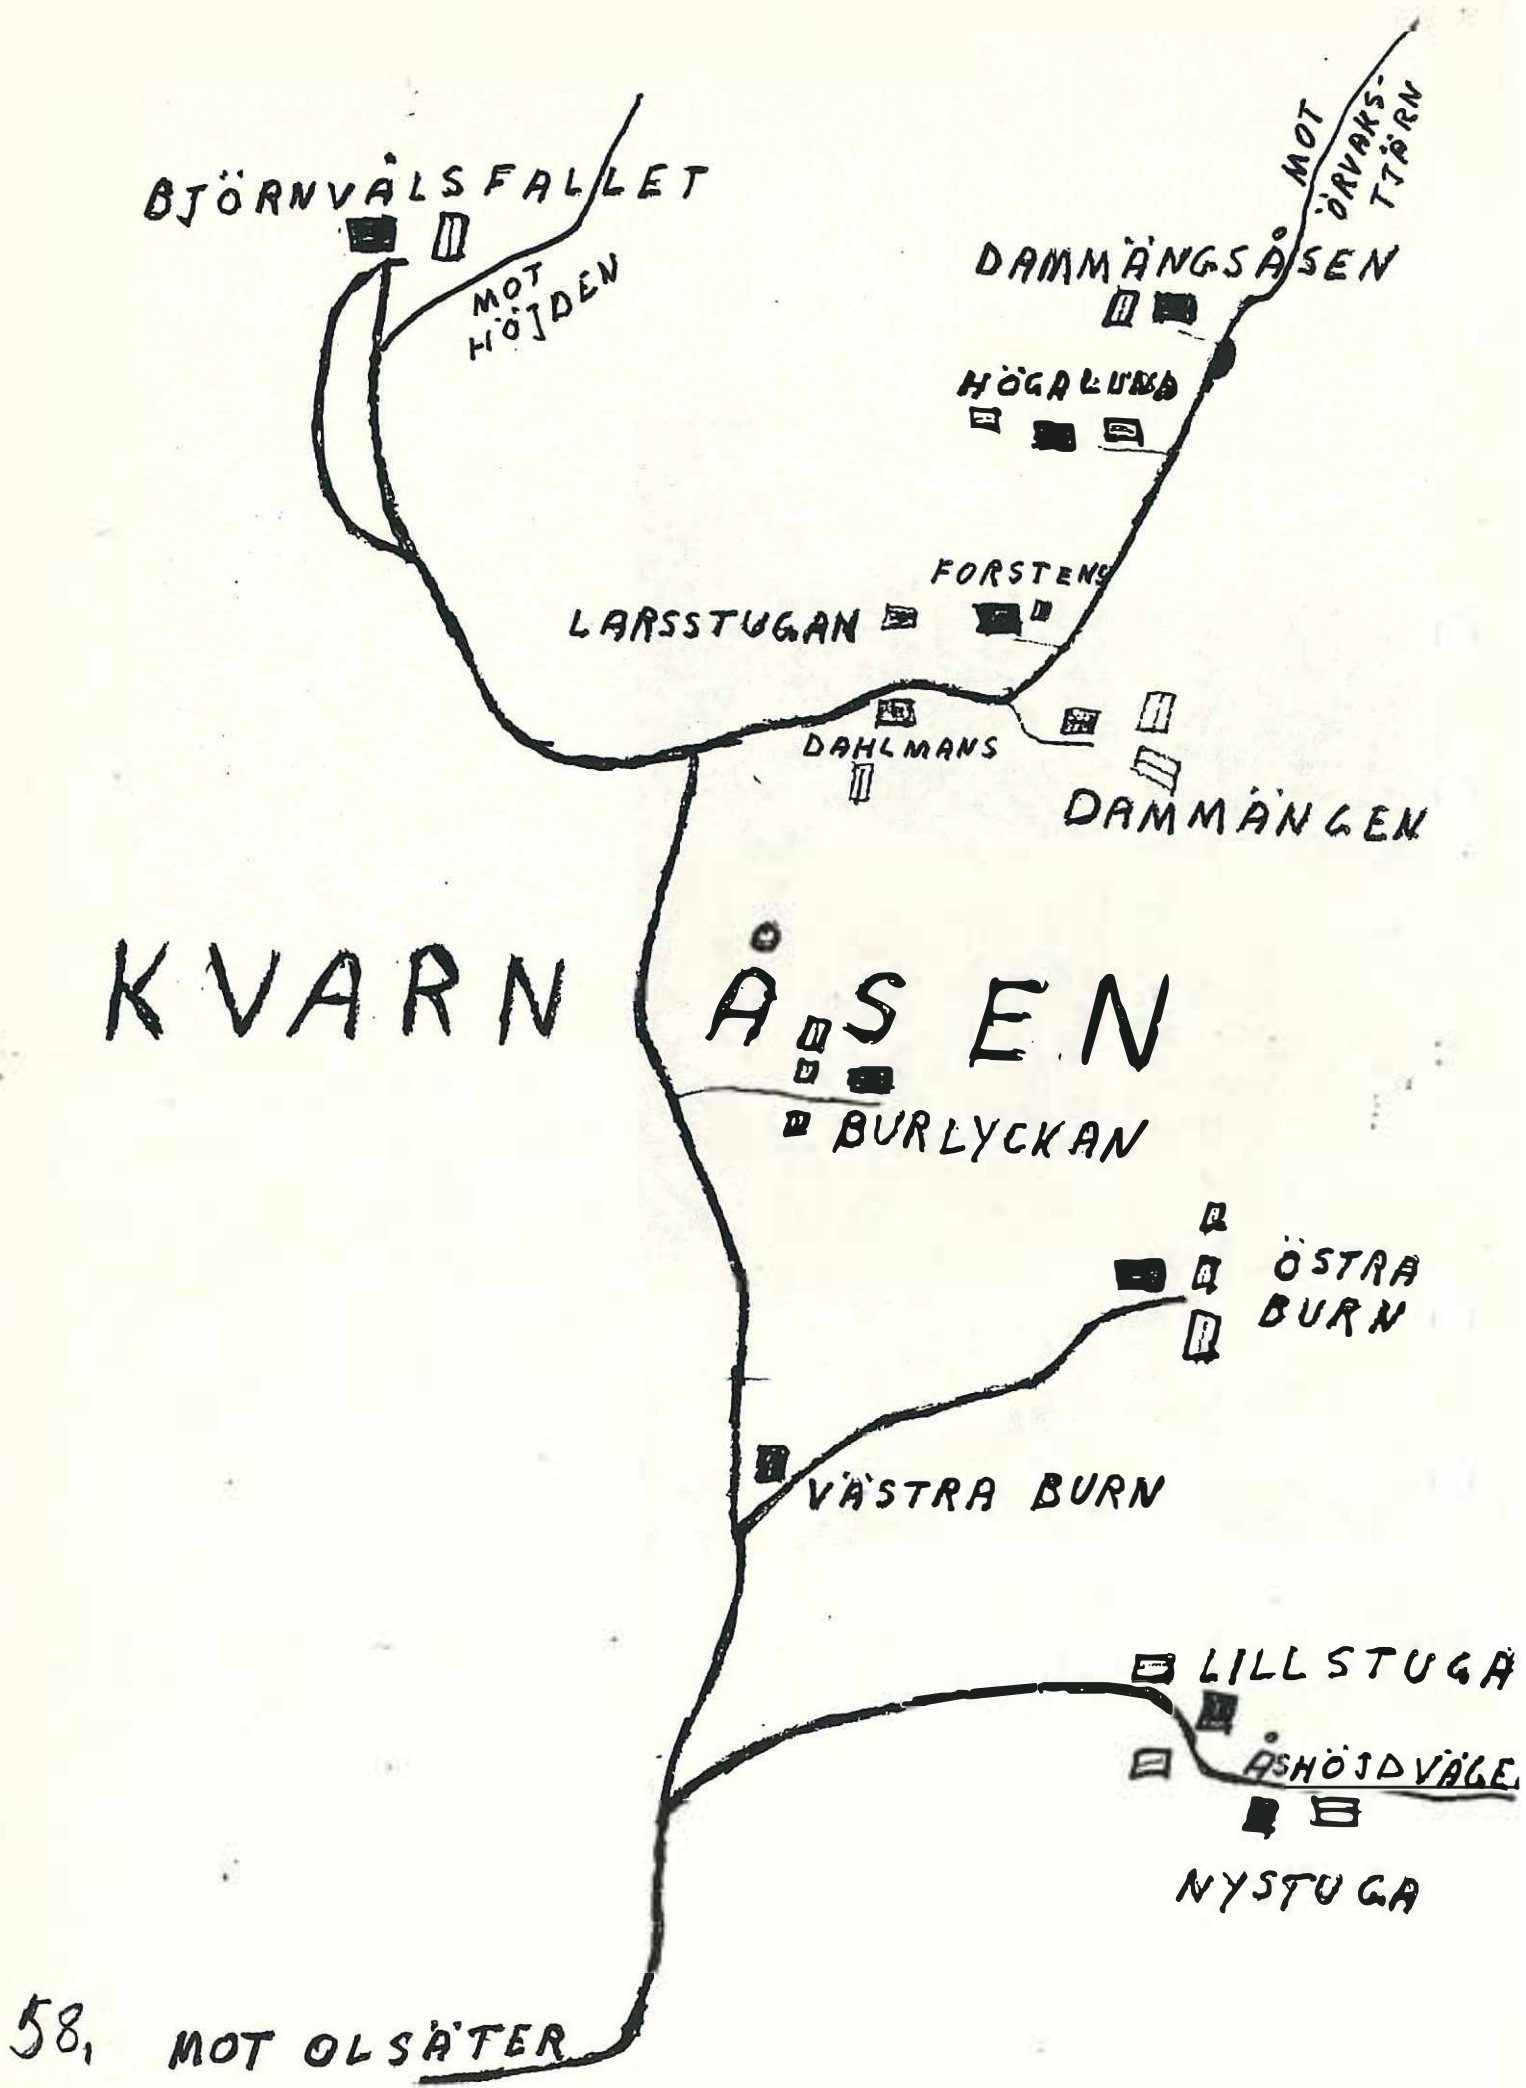 BJÖRNVÅLSFALLET
MOT
HÖJDEN
MOT
ÖRVAKS-
TJÄRN
DAMMÄNGSÅSEN
HÖGALUND
FORSTENS
LARSSTUGAN
DAHLMANS
DAMMÄNGEN
KVARNÅSEN
BURLYCKAN
ÖSTRA
BURN
VÄSTRA BURN
LILLSTUGA
ÅSHÖJDVÄGE
NYSTUGA
58, MOT OLSÄTER